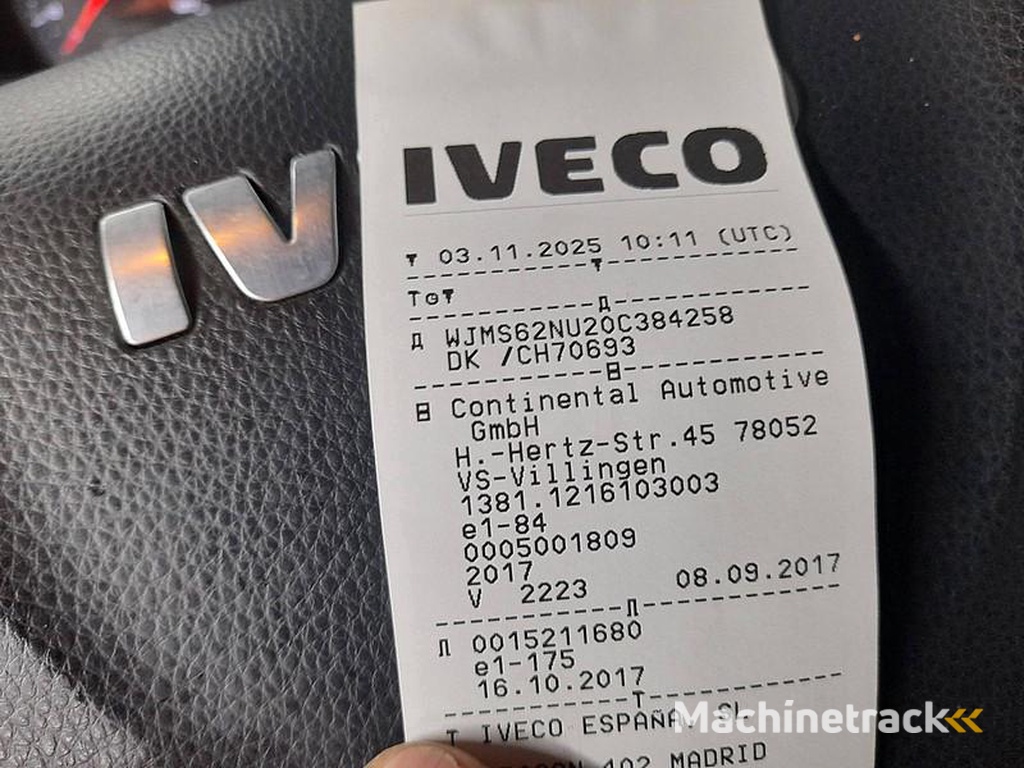 IV
IVECO
03.11.2025 10:11 (UTC)
WJMS62NU20C384258
DK /CH70693
Continental Automotive
GmbH
H.-Hertz-Str.45 78052
VS-Villingen
1381.1216103003
e1-84
0005001809
2017
V 2223 08.09.2017
0015211680
e1-175
16.10.2017
T
T IVECO ESPAÑA, SL
402 MADRID
Machinetrack